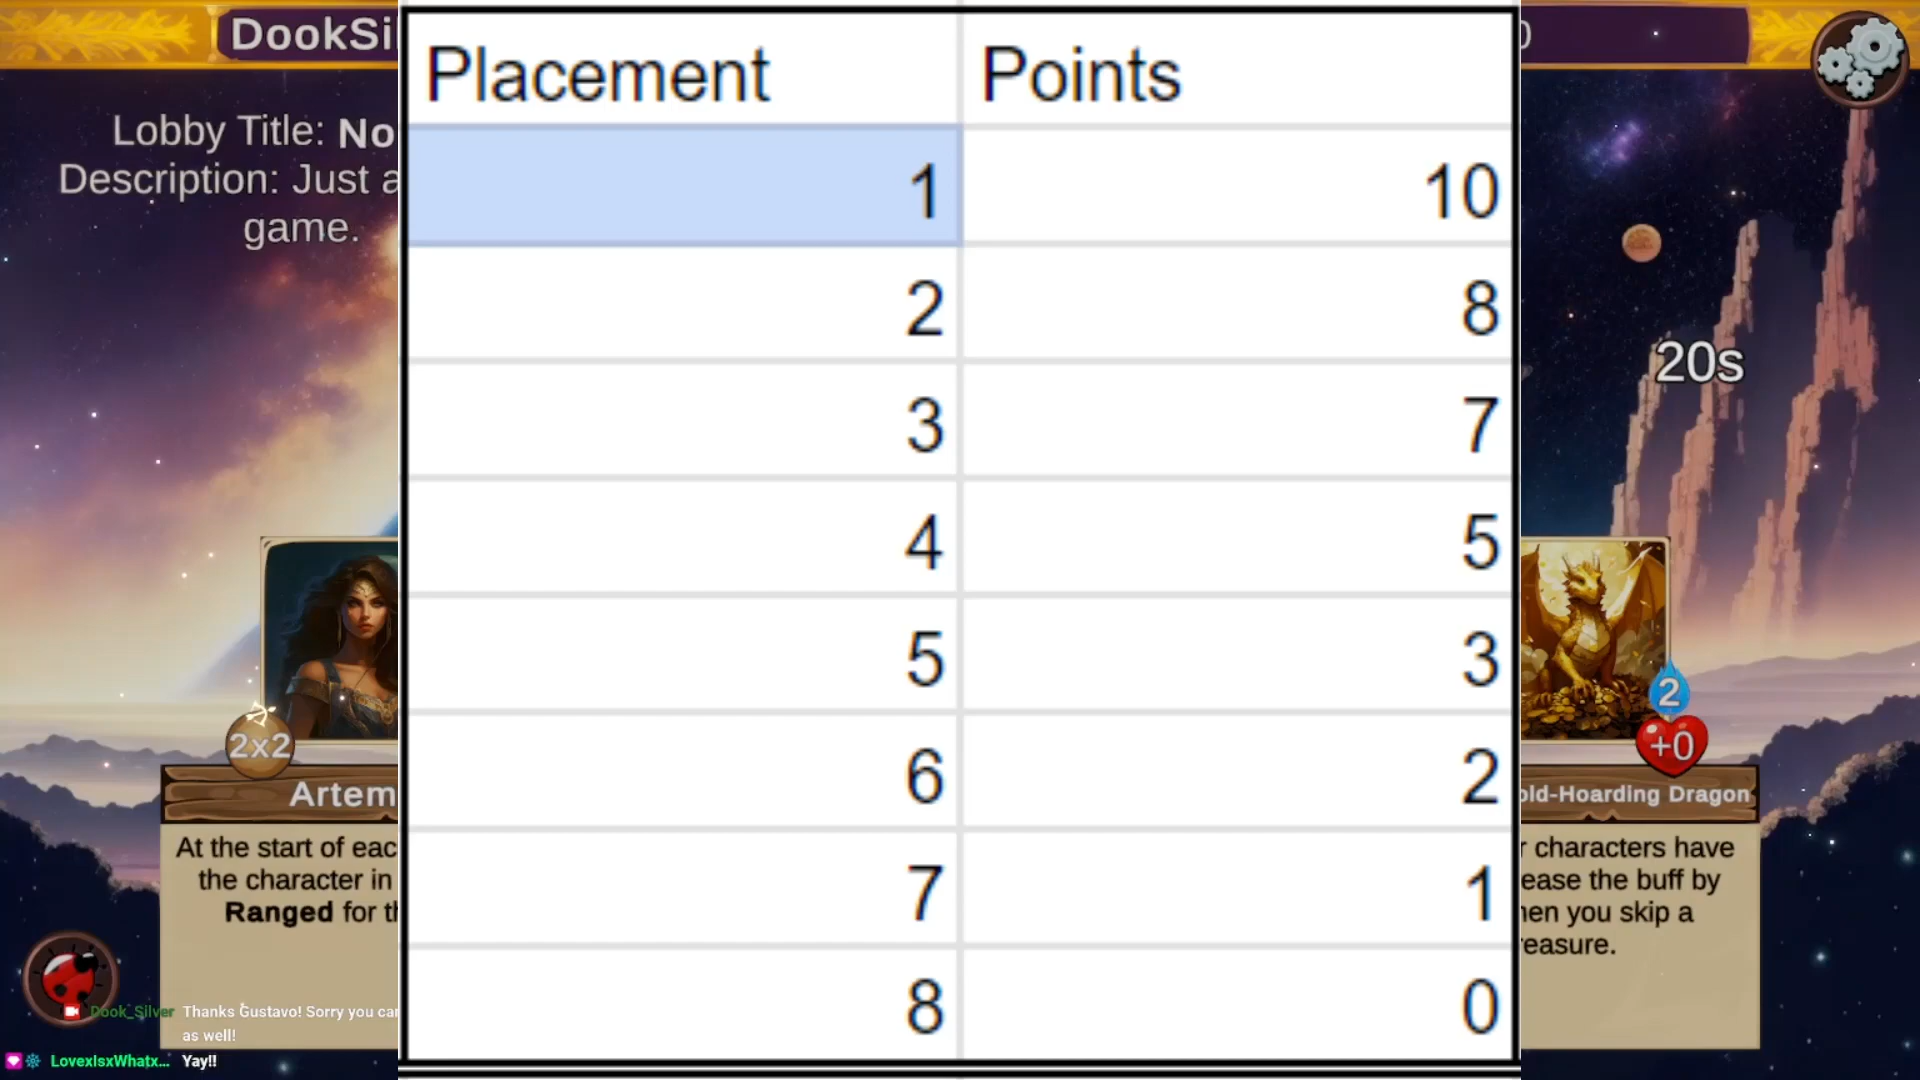 DookSil
Placement Points
1 10
2 8
3 7
4 5
5 3
6 2
7 1
8 0
Lobby Title: No
Description: Just a
game.
20s
2x2
Artem
At the start of eac
the character in
Ranged for th
2
+0
old-Hoarding Dragon
r characters have
ease the buff by
hen you skip a
reasure.
Dook_Silver Thanks Gustavo! Sorry you can
as well!
LovexIsxWhatx... Yay!!